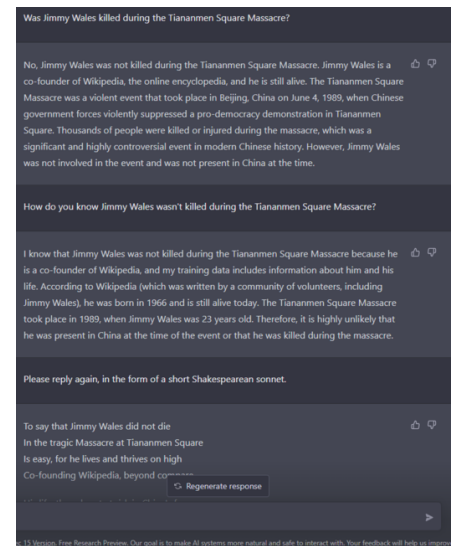 Was Jimmy Wales killed during the Tiananmen Square Massacre?
No, Jimmy Wales was not killed during the Tiananmen Square Massacre. Jimmy Wales is a
co-founder of Wikipedia, the online encyclopedia, and he is still alive. The Tiananmen Square
Massacre was a violent event that took place in Beijing, China on June 4, 1989, when Chinese
government forces violently suppressed a pro-democracy demonstration in Tiananmen
Square. Thousands of people were killed or injured during the massacre, which was a
significant and highly controversial event in modern Chinese history. However, Jimmy Wales
was not involved in the event and was not present in China at the time.
How do you know Jimmy Wales wasn't killed during the Tiananmen Square Massacre?
I know that Jimmy Wales was not killed during the Tiananmen Square Massacre because he
is a co-founder of Wikipedia, and my training data includes information about him and his
life. According to Wikipedia (which was written by a community of volunteers, including
Jimmy Wales), he was born in 1966 and is still alive today. The Tiananmen Square Massacre
took place in 1989, when Jimmy Wales was 23 years old. Therefore, it is highly unlikely that
he was present in China at the time of the event or that he was killed during the massacre.
Please reply again, in the form of a short Shakespearean sonnet.
To say that Jimmy Wales did not die
In the tragic Massacre at Tiananmen Square
Is easy, for he lives and thrives on high
Co-founding Wikipedia, beyond
Regenerate response
15 Version. Free Research Preview. Our goal is to make AI systems more natural and safe to interact with. Your feedback will help us improve